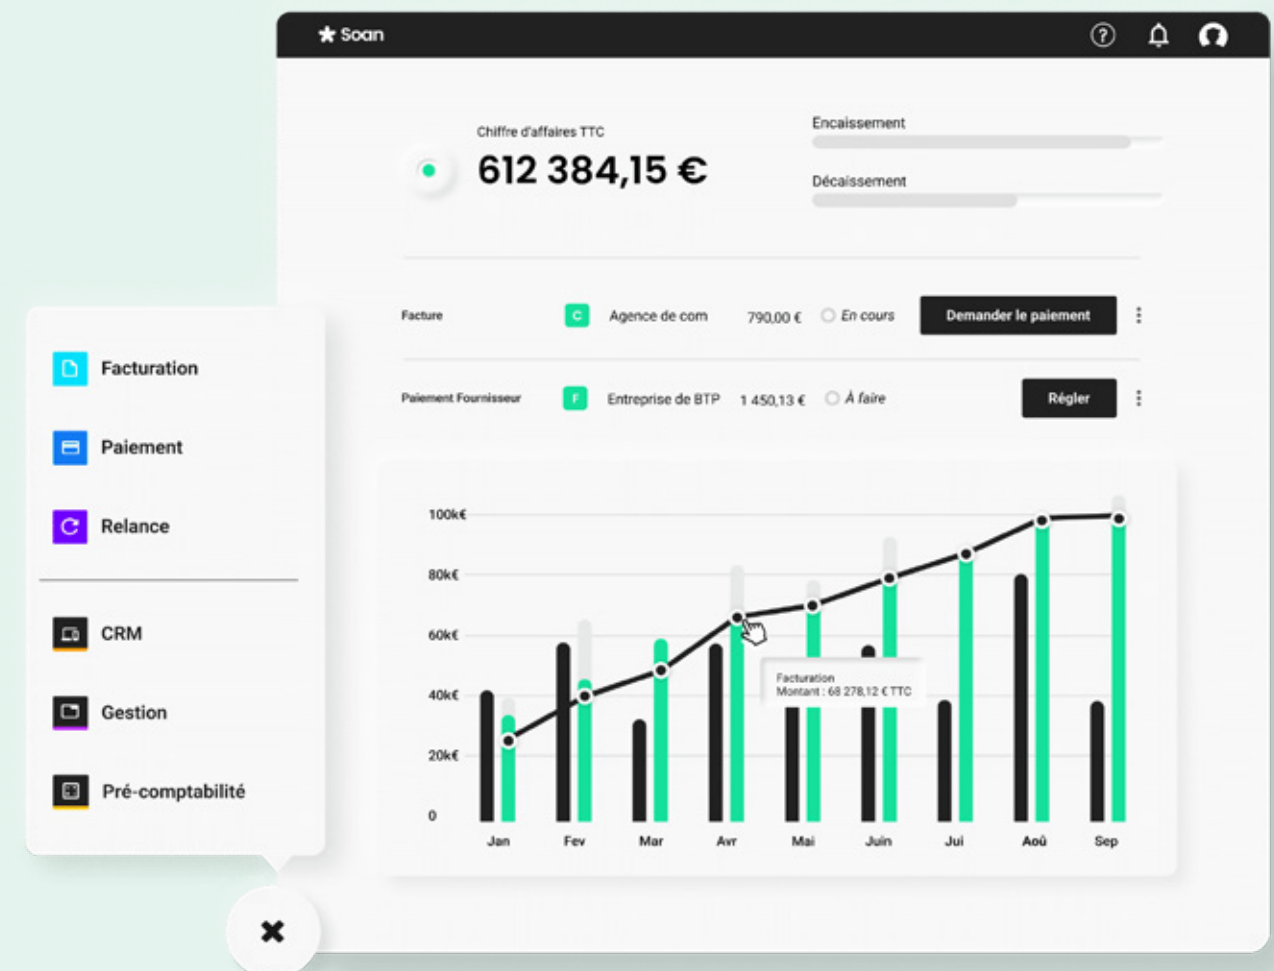 Soan
Chiffre d'affaires TTC
612 384,15 €
Encaissement
Décaissement
Facture C Agence de com 790,00 € En cours Demander le paiement
Paiement Fournisseur F Entreprise de BTP 1 450,13 € À faire Régler
Facturation
Paiement
Relance
CRM
Gestion
Pré-comptabilité
100k€
80k€
60k€
40k€
20k€
0
Facturation
Montant : 68 278,12 € TTC
Jan Fev Mar Avr Mai Juin Jui Aoû Sep